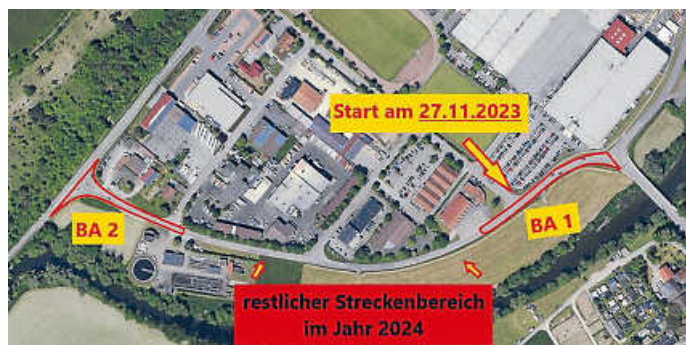 Start am 27.11.2023
BA 2
BA 1
restlicher Streckenbereich
im Jahr 2024